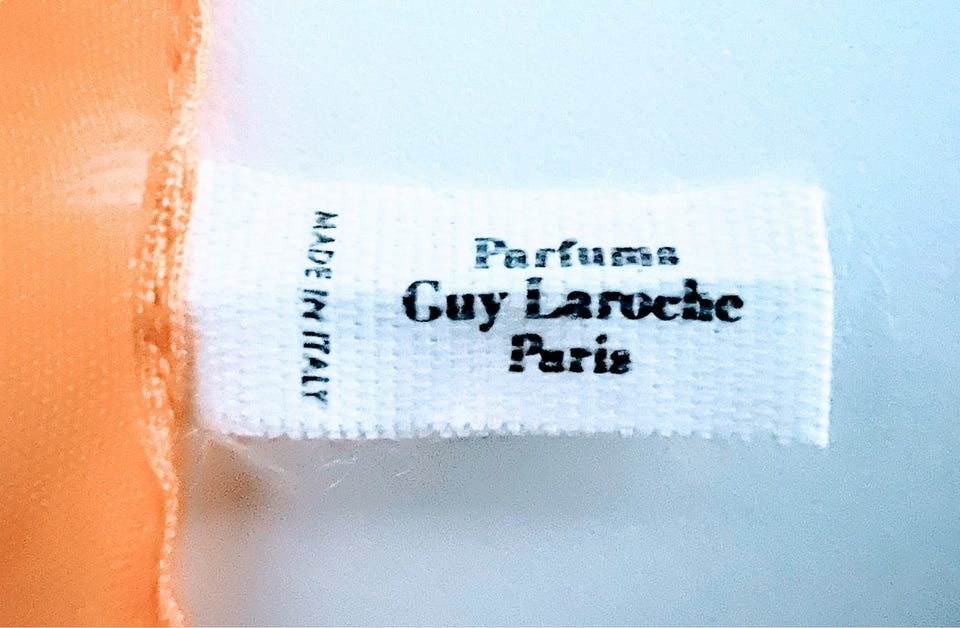 MADE IN ITALY
Parfums
Guy Laroche
Paris